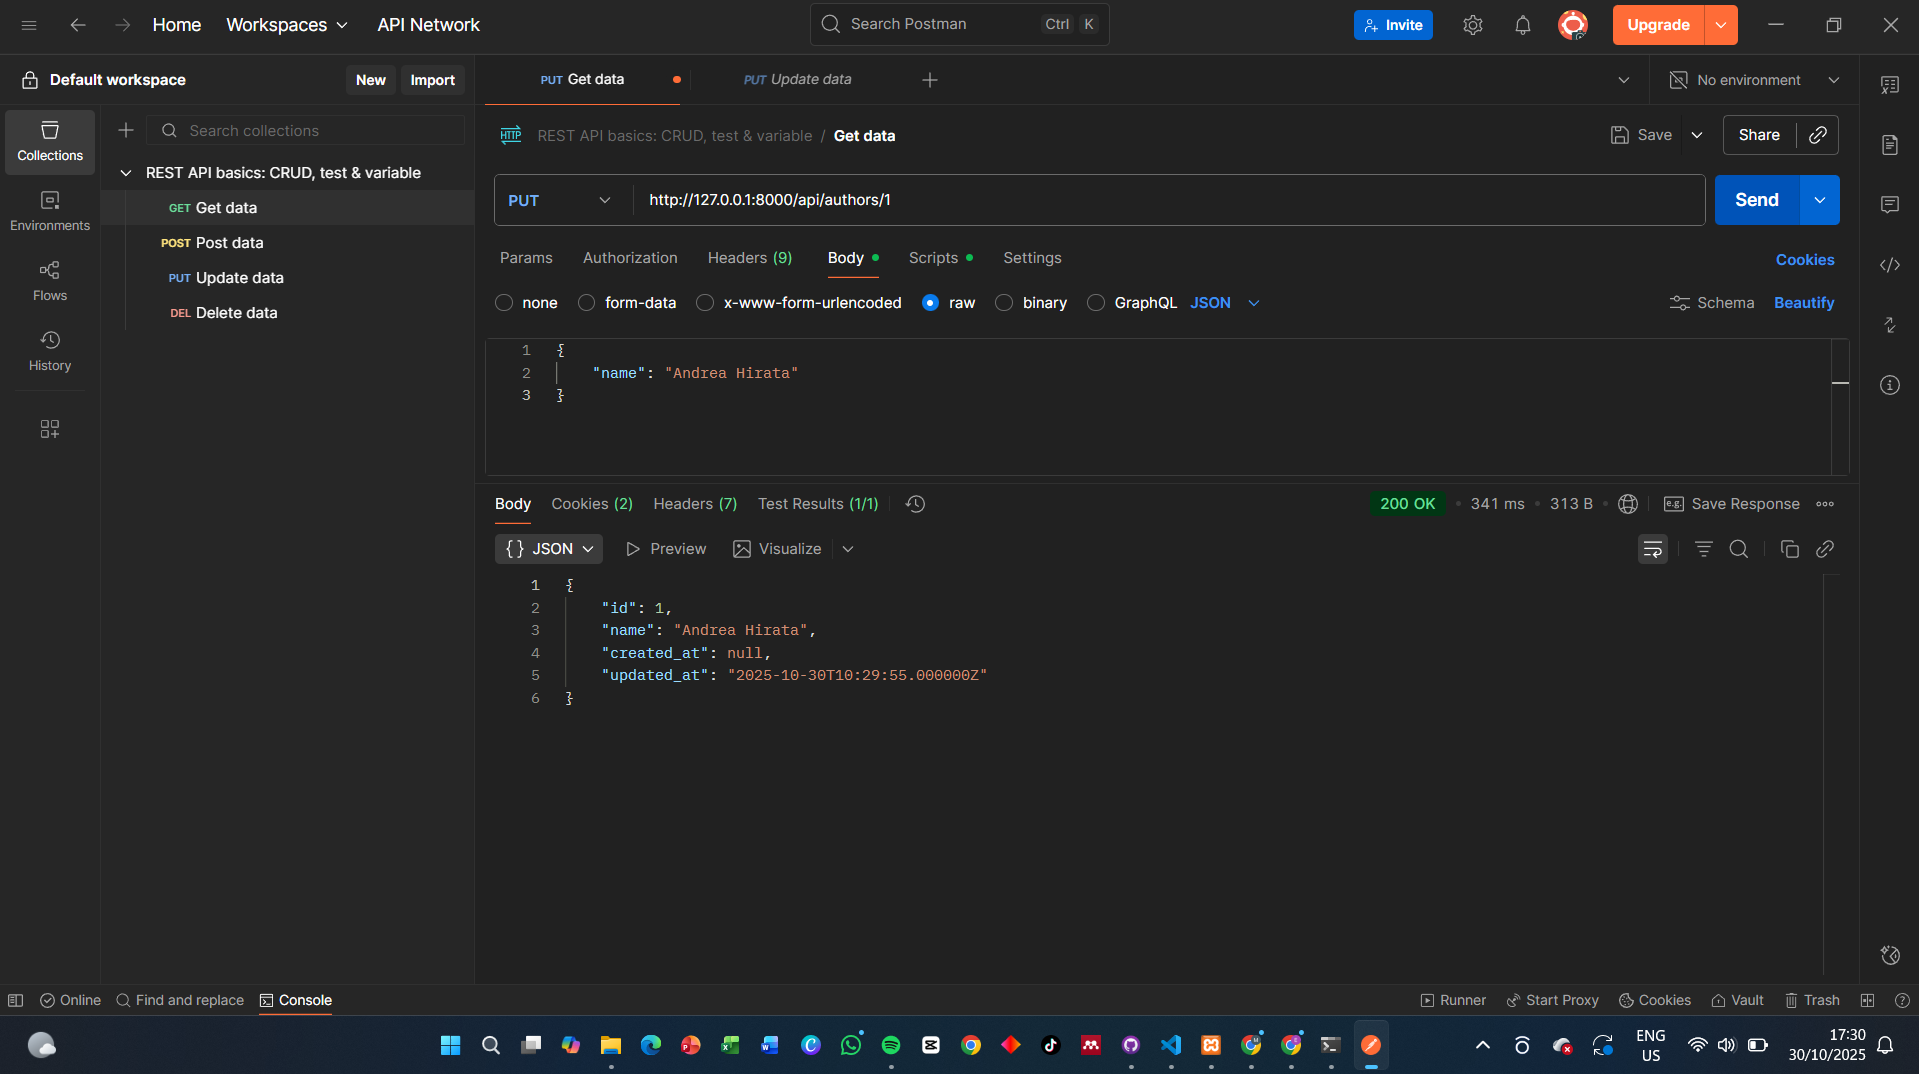 Home
Workspaces
API Network
Search Postman
Ctrl K
Invite
Upgrade
Default workspace
New
Import
PUT Get data
PUT Update data
No environment
Collections
Environments
Flows
History
Search collections
REST API basics: CRUD, test & variable
GET Get data
POST Post data
PUT Update data
DEL Delete data
HTTP REST API basics: CRUD, test & variable / Get data
Save
Share
PUT
http://127.0.0.1:8000/api/authors/1
Send
Params
Authorization
Headers (9)
Body
Scripts
Settings
Cookies
none
form-data
x-www-form-urlencoded
raw
binary
GraphQL
JSON
Schema
Beautify
1 {
2 "name": "Andrea Hirata"
3 }
Body
Cookies (2)
Headers (7)
Test Results (1/1)
200 OK
341 ms
313 B
e.g. Save Response
{} JSON
Preview
Visualize
1 {
2 "id": 1,
3 "name": "Andrea Hirata",
4 "created_at": null,
5 "updated_at": "2025-10-30T10:29:55.000000Z"
6 }
Online
Find and replace
Console
Runner
Start Proxy
Cookies
Vault
Trash
ENG
US
17:30
30/10/2025